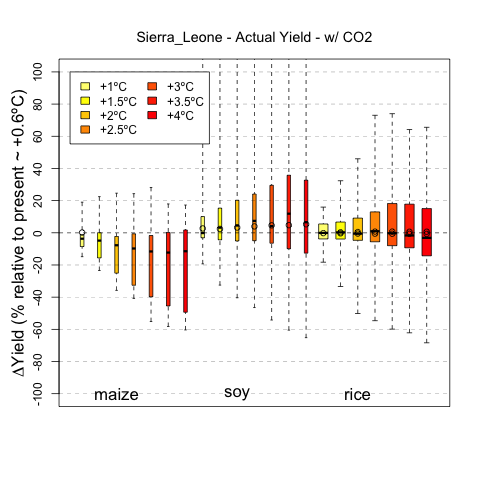 Sierra_Leone - Actual Yield - w/ CO2
ΔYield (% relative to present ~ +0.6ºC)
100
80
60
40
20
0
-20
-40
-60
-80
-100
+1ºC
+1.5ºC
+2ºC
+2.5ºC
+3ºC
+3.5ºC
+4ºC
maize
soy
rice